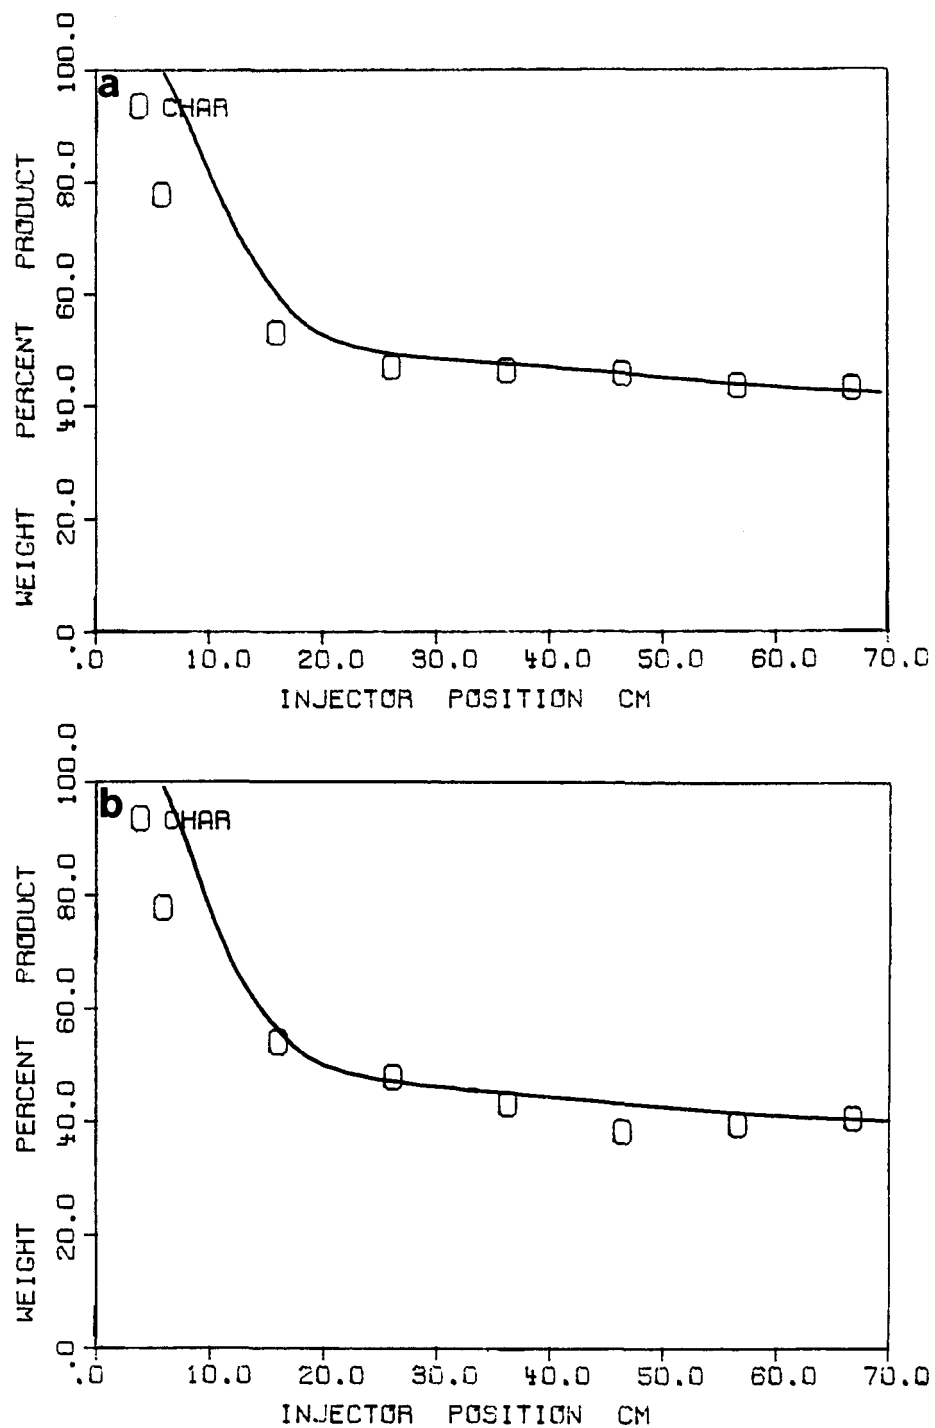 100.0
a
CHAR
80.0
60.0
40.0
20.0
.0
WEIGHT PERCENT PRODUCT
.0 10.0 20.0 30.0 40.0 50.0 60.0 70.0
INJECTOR POSITION CM
100.0
b
CHAR
80.0
60.0
40.0
20.0
.0
WEIGHT PERCENT PRODUCT
.0 10.0 20.0 30.0 40.0 50.0 60.0 70.0
INJECTOR POSITION CM